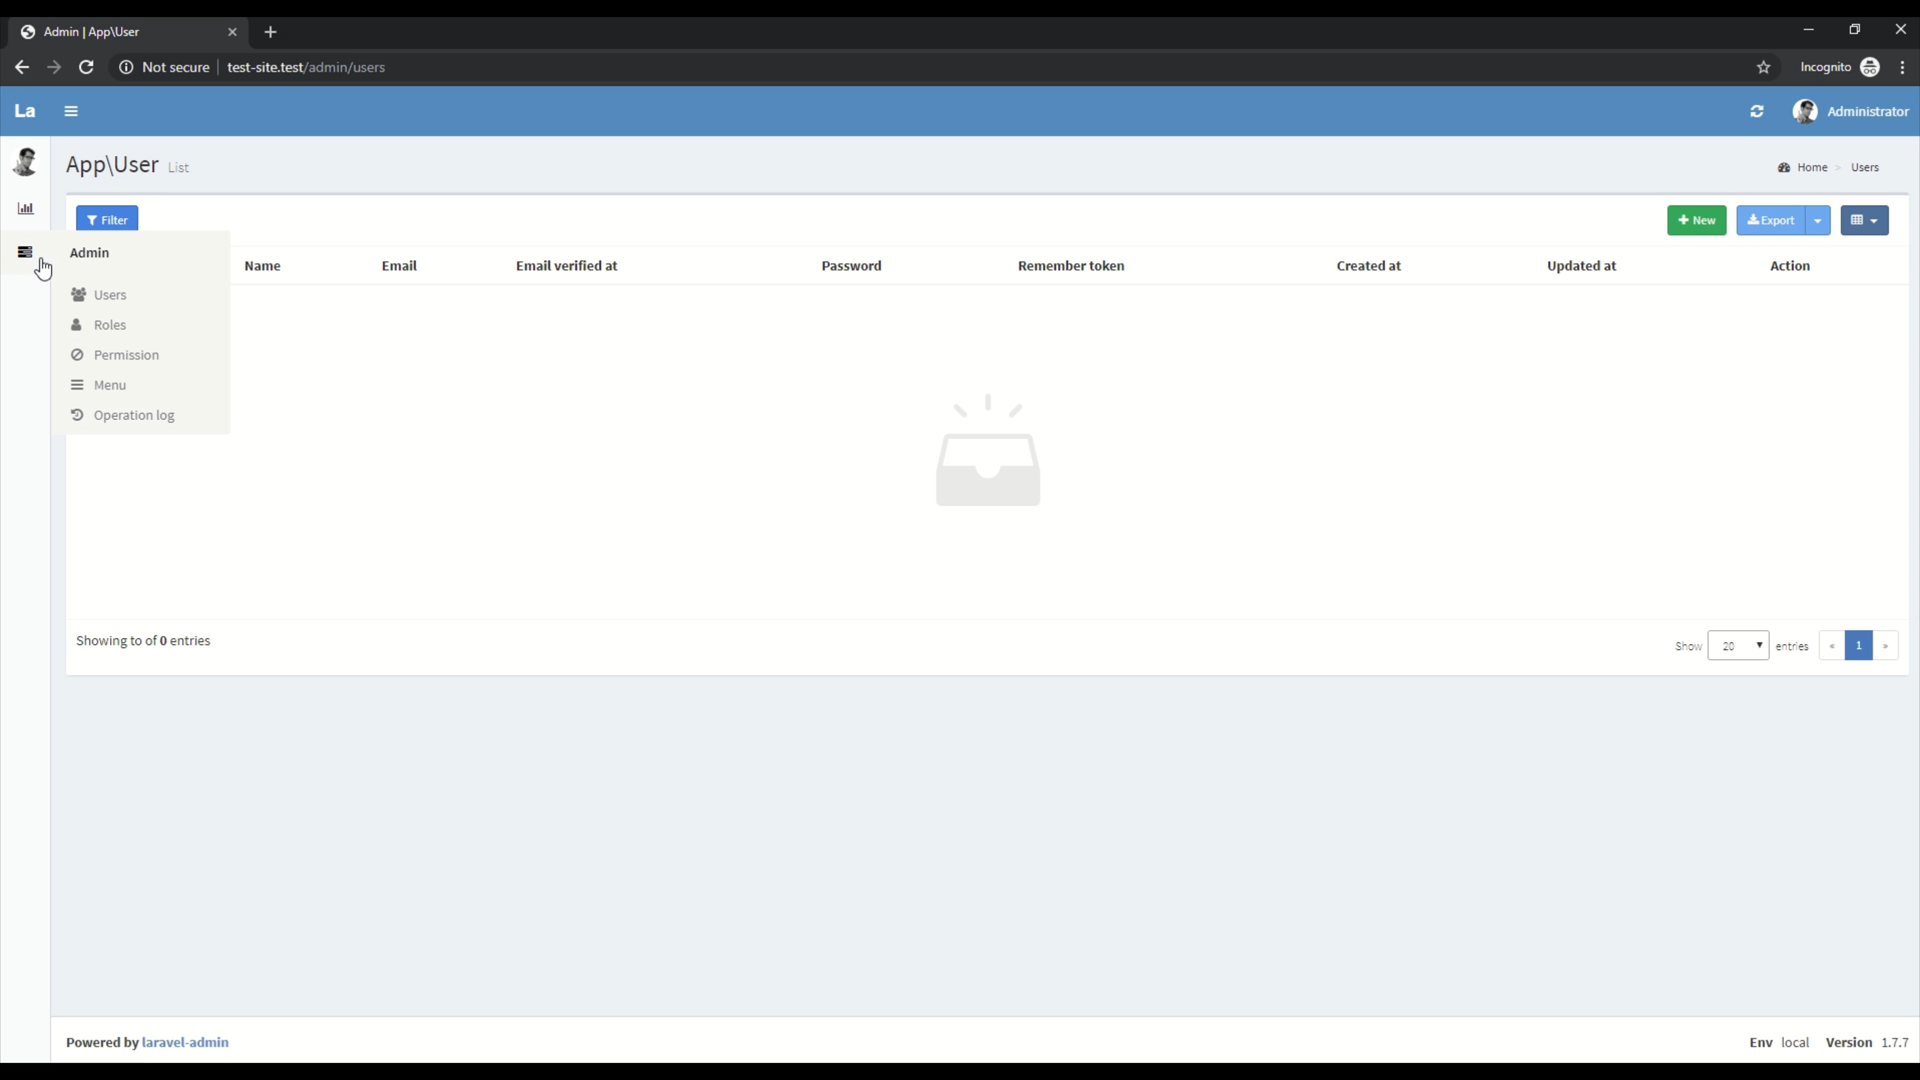 Admin | App\User
Not secure test-site.test/admin/users Incognito
La Administrator
App\User List Home > Users
Filter + New Export
Admin
Name Email Email verified at Password Remember token Created at Updated at Action
Users
Roles
Permission
Menu
Operation log
Showing to of 0 entries Show 20 entries « 1 »
Powered by laravel-admin Env local Version 1.7.7